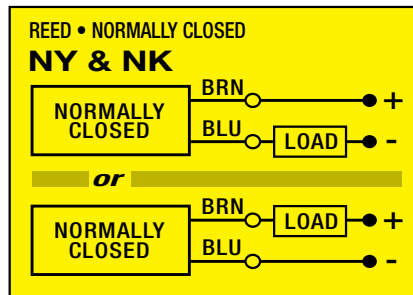 REED • NORMALLY CLOSED
NY & NK
BRN
NORMALLY
CLOSED
+
BLU
LOAD
-
or
BRN
LOAD
+
NORMALLY
CLOSED
BLU
-